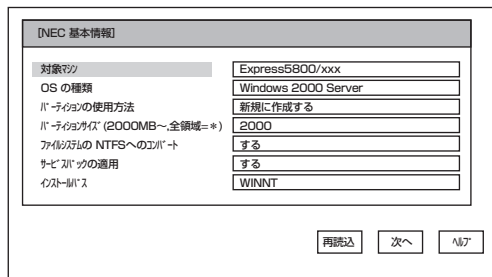 [NEC 基本情報]
対象ﾏｼﾝ Express5800/xxx
OS の種類 Windows 2000 Server
ﾊﾟｰﾃｨｼｮﾝの使用方法 新規に作成する
ﾊﾟｰﾃｨｼｮﾝｻｲｽﾞ(2000MB～,全領域=＊) 2000
ﾌｧｲﾙｼｽﾃﾑの NTFSへのｺﾝﾊﾞｰﾄ する
ｻｰﾋﾞｽﾊﾟｯｸの適用 する
ｲﾝｽﾄｰﾙﾊﾟｽ WINNT
再読込 次へ ﾍﾙﾌﾟ